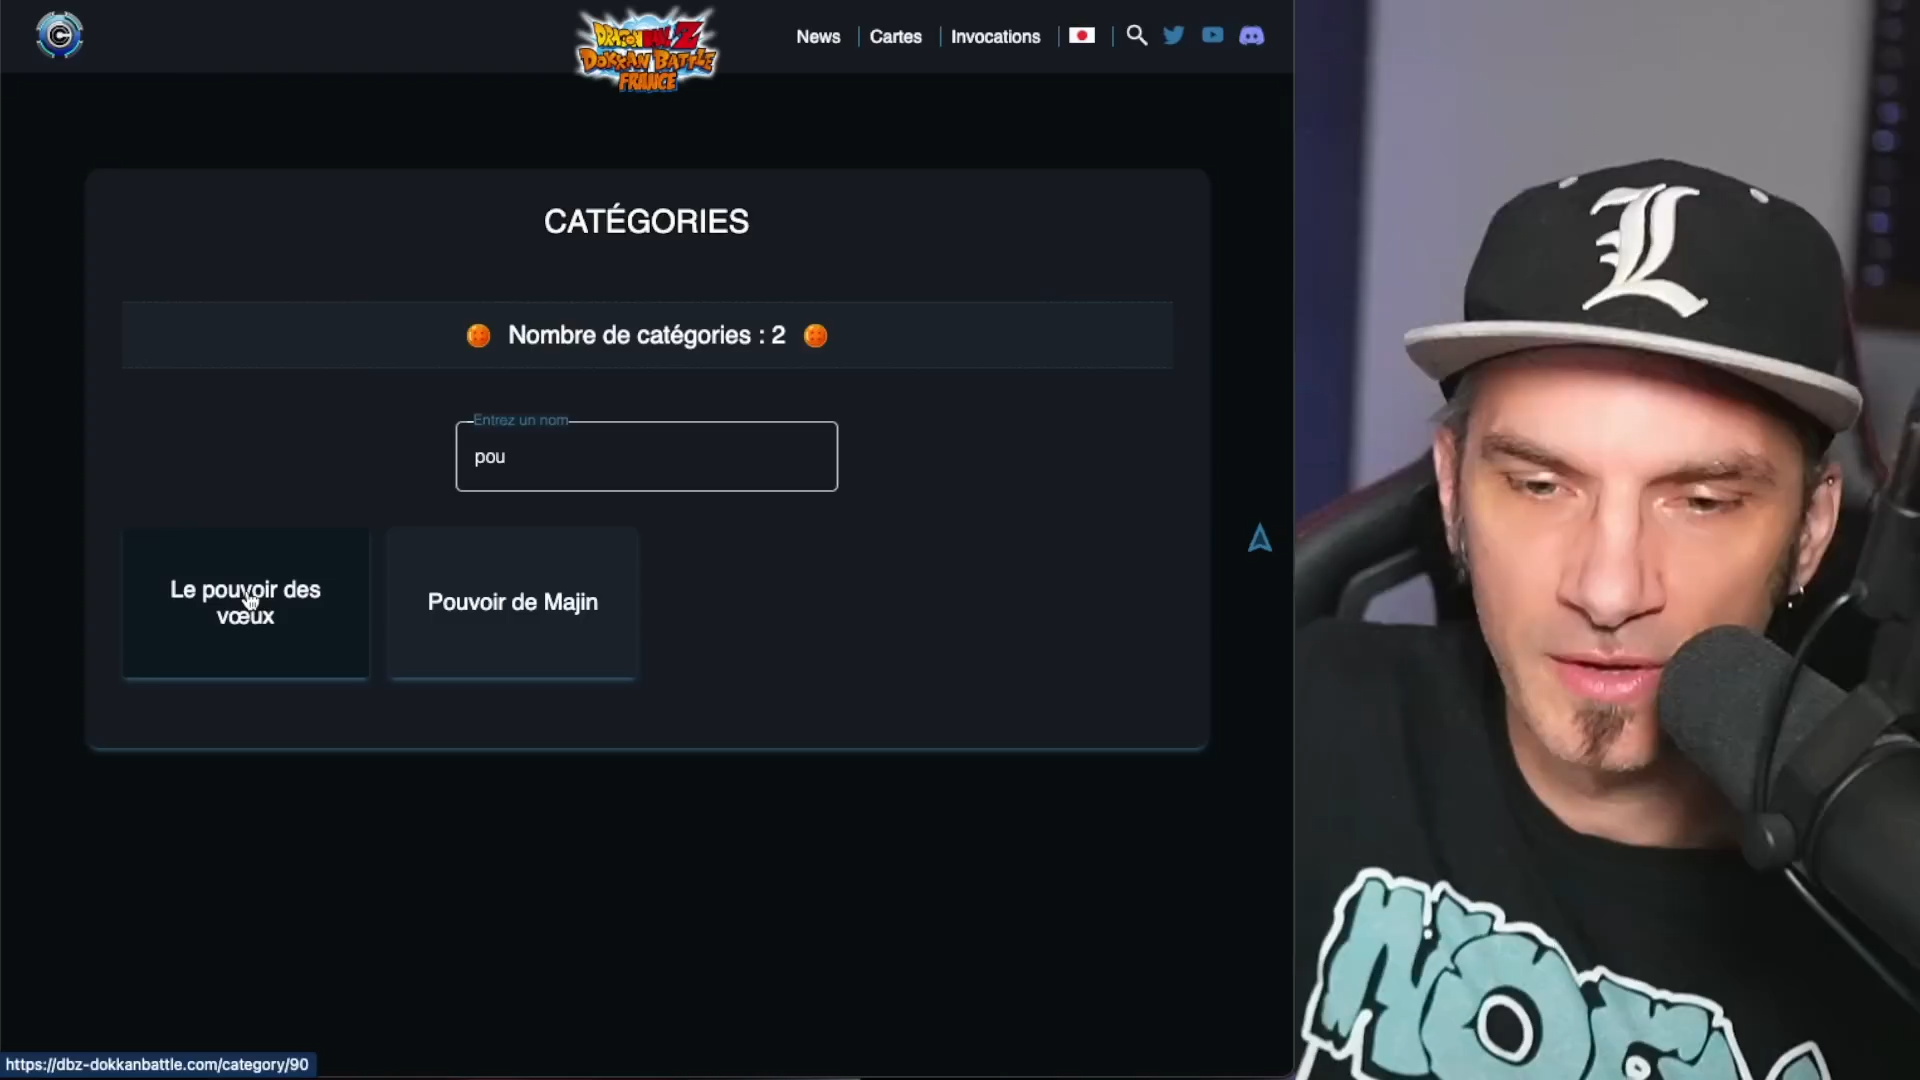 DRAGON BALL Z
DOKKAN BATTLE
FRANCE
News
Cartes
Invocations
CATÉGORIES
Nombre de catégories : 2
Entrez un nom
pou
Le pouvoir des
vœux
Pouvoir de Majin
https://dbz-dokkanbattle.com/category/90
L